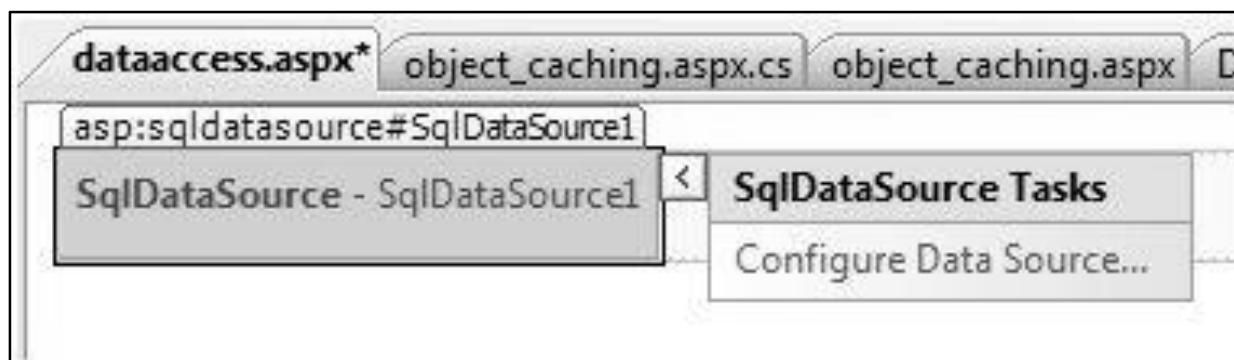 dataaccess.aspx* object_caching.aspx.cs object_caching.aspx D
asp:sqldatasource#SqlDataSource1
SqlDataSource - SqlDataSource1 < SqlDataSource Tasks
Configure Data Source...